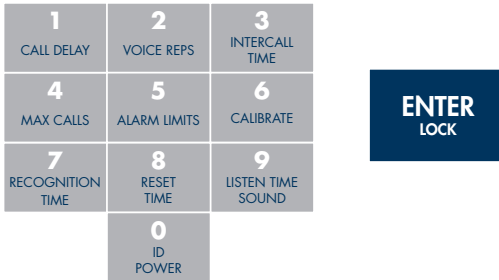 1
CALL DELAY
2
VOICE REPS
3
INTERCALL
TIME
4
MAX CALLS
5
ALARM LIMITS
6
CALIBRATE
7
RECOGNITION
TIME
8
RESET
TIME
9
LISTEN TIME
SOUND
0
ID
POWER
ENTER
LOCK